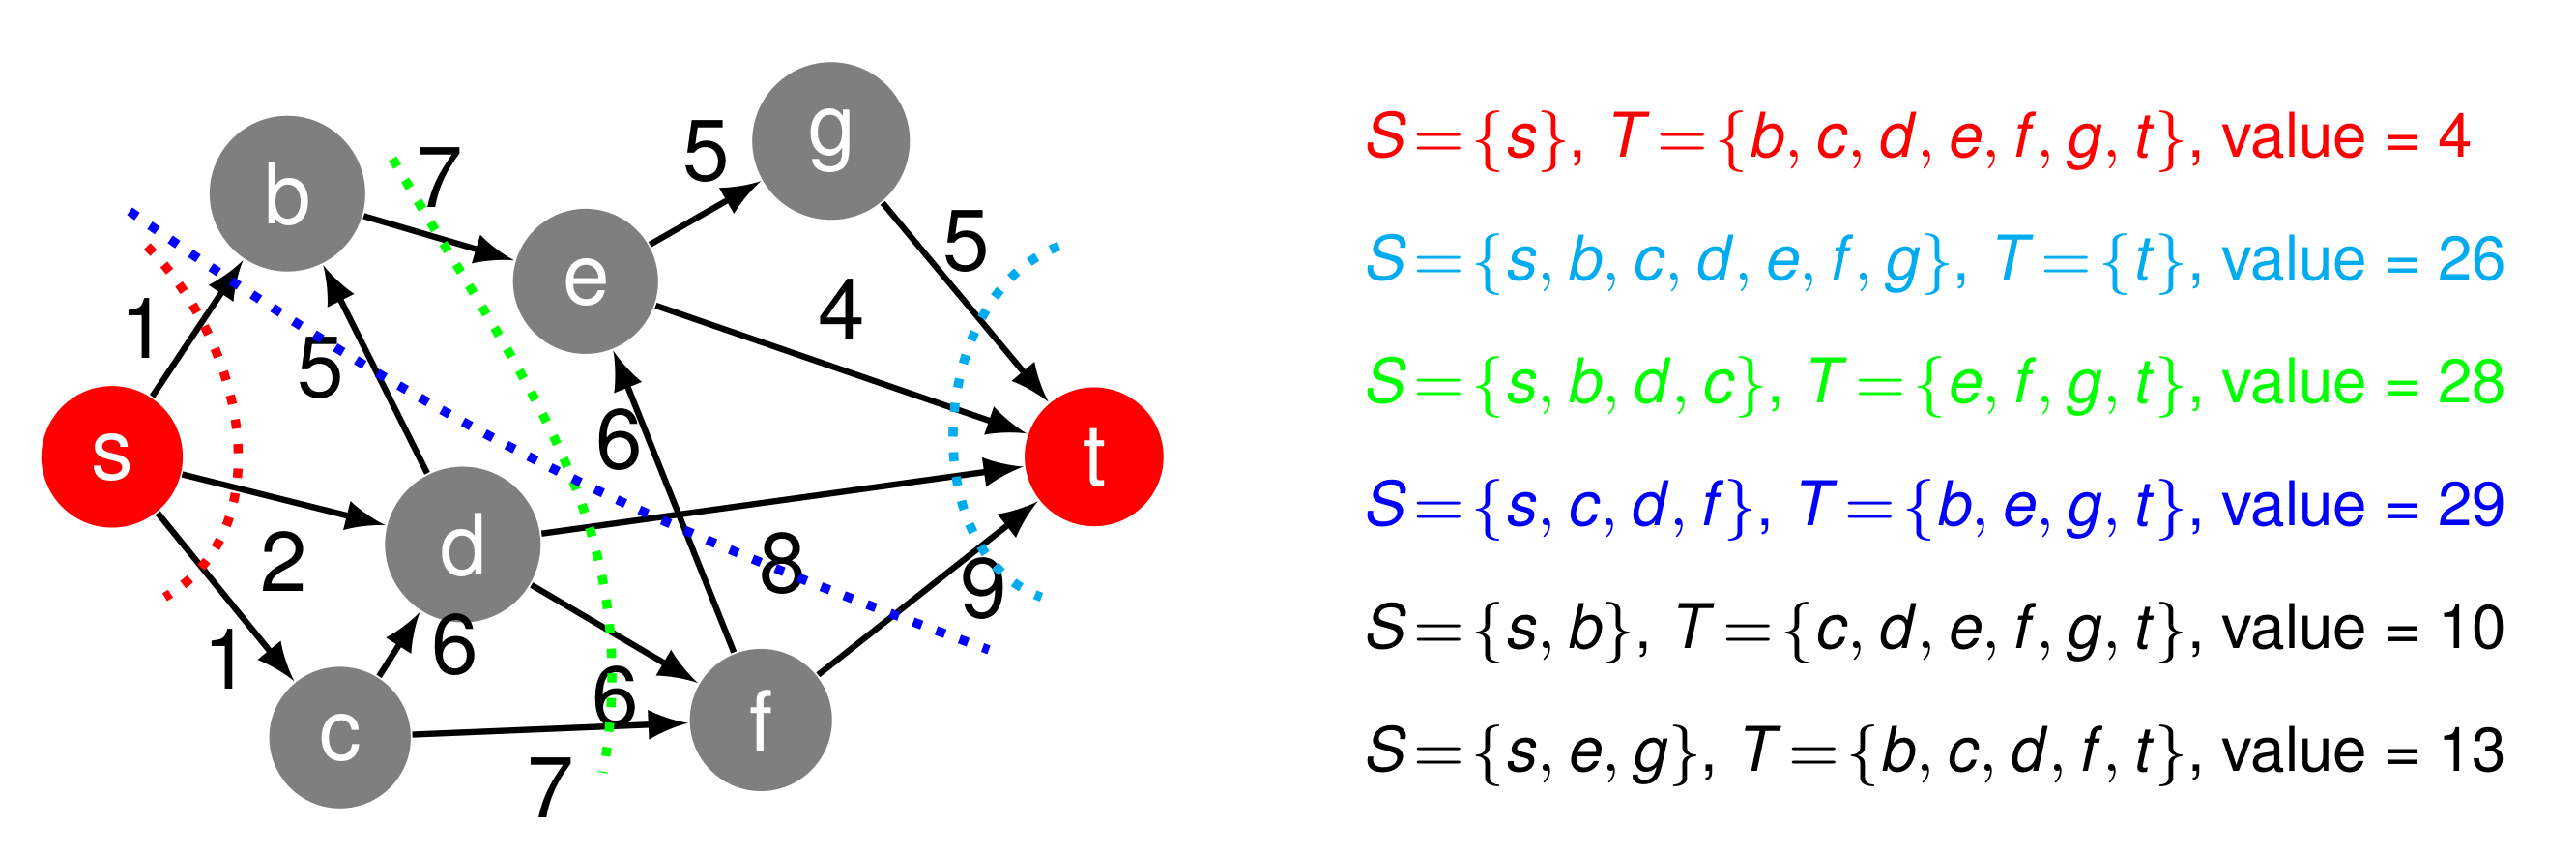 g
b
7
5
e
5
1
4
5
s
6
t
2
d
8
9
1
6
c
6
f
7
S={s}, T={b, c, d, e, f, g, t}, value = 4
S={s, b, c, d, e, f, g}, T={t}, value = 26
S={s, b, d, c}, T={e, f, g, t}, value = 28
S={s, c, d, f}, T={b, e, g, t}, value = 29
S={s, b}, T={c, d, e, f, g, t}, value = 10
S={s, e, g}, T={b, c, d, f, t}, value = 13